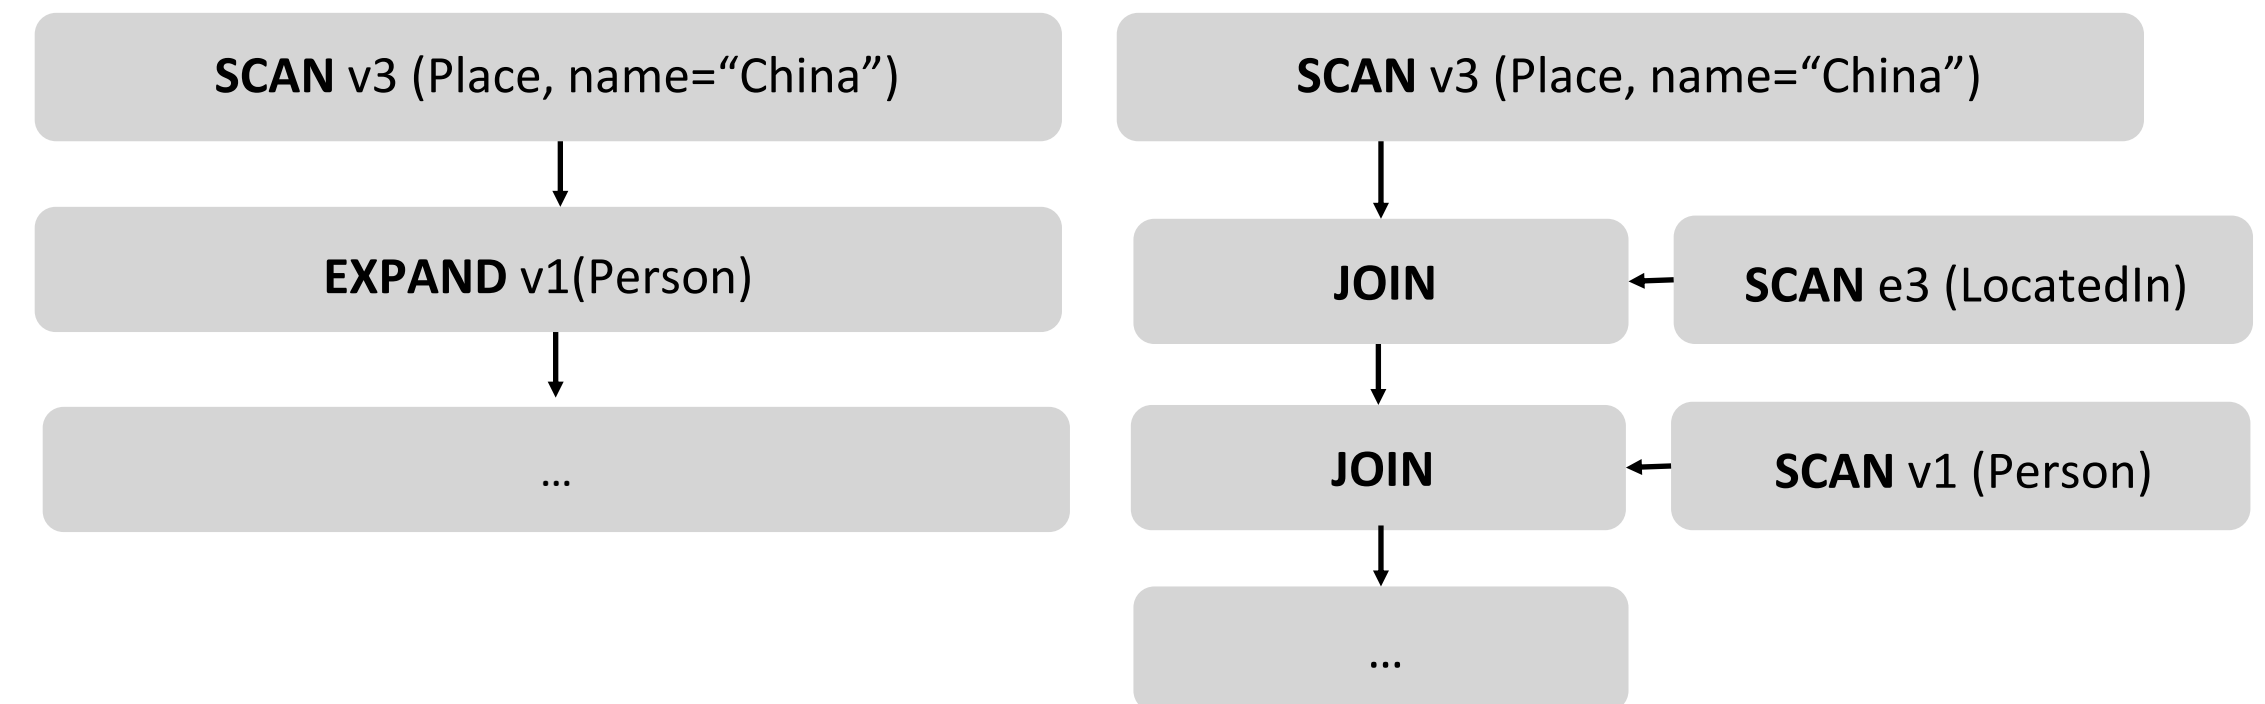 SCAN v3 (Place, name=“China”)
EXPAND v1(Person)
...
SCAN v3 (Place, name=“China”)
JOIN
SCAN e3 (LocatedIn)
JOIN
SCAN v1 (Person)
...